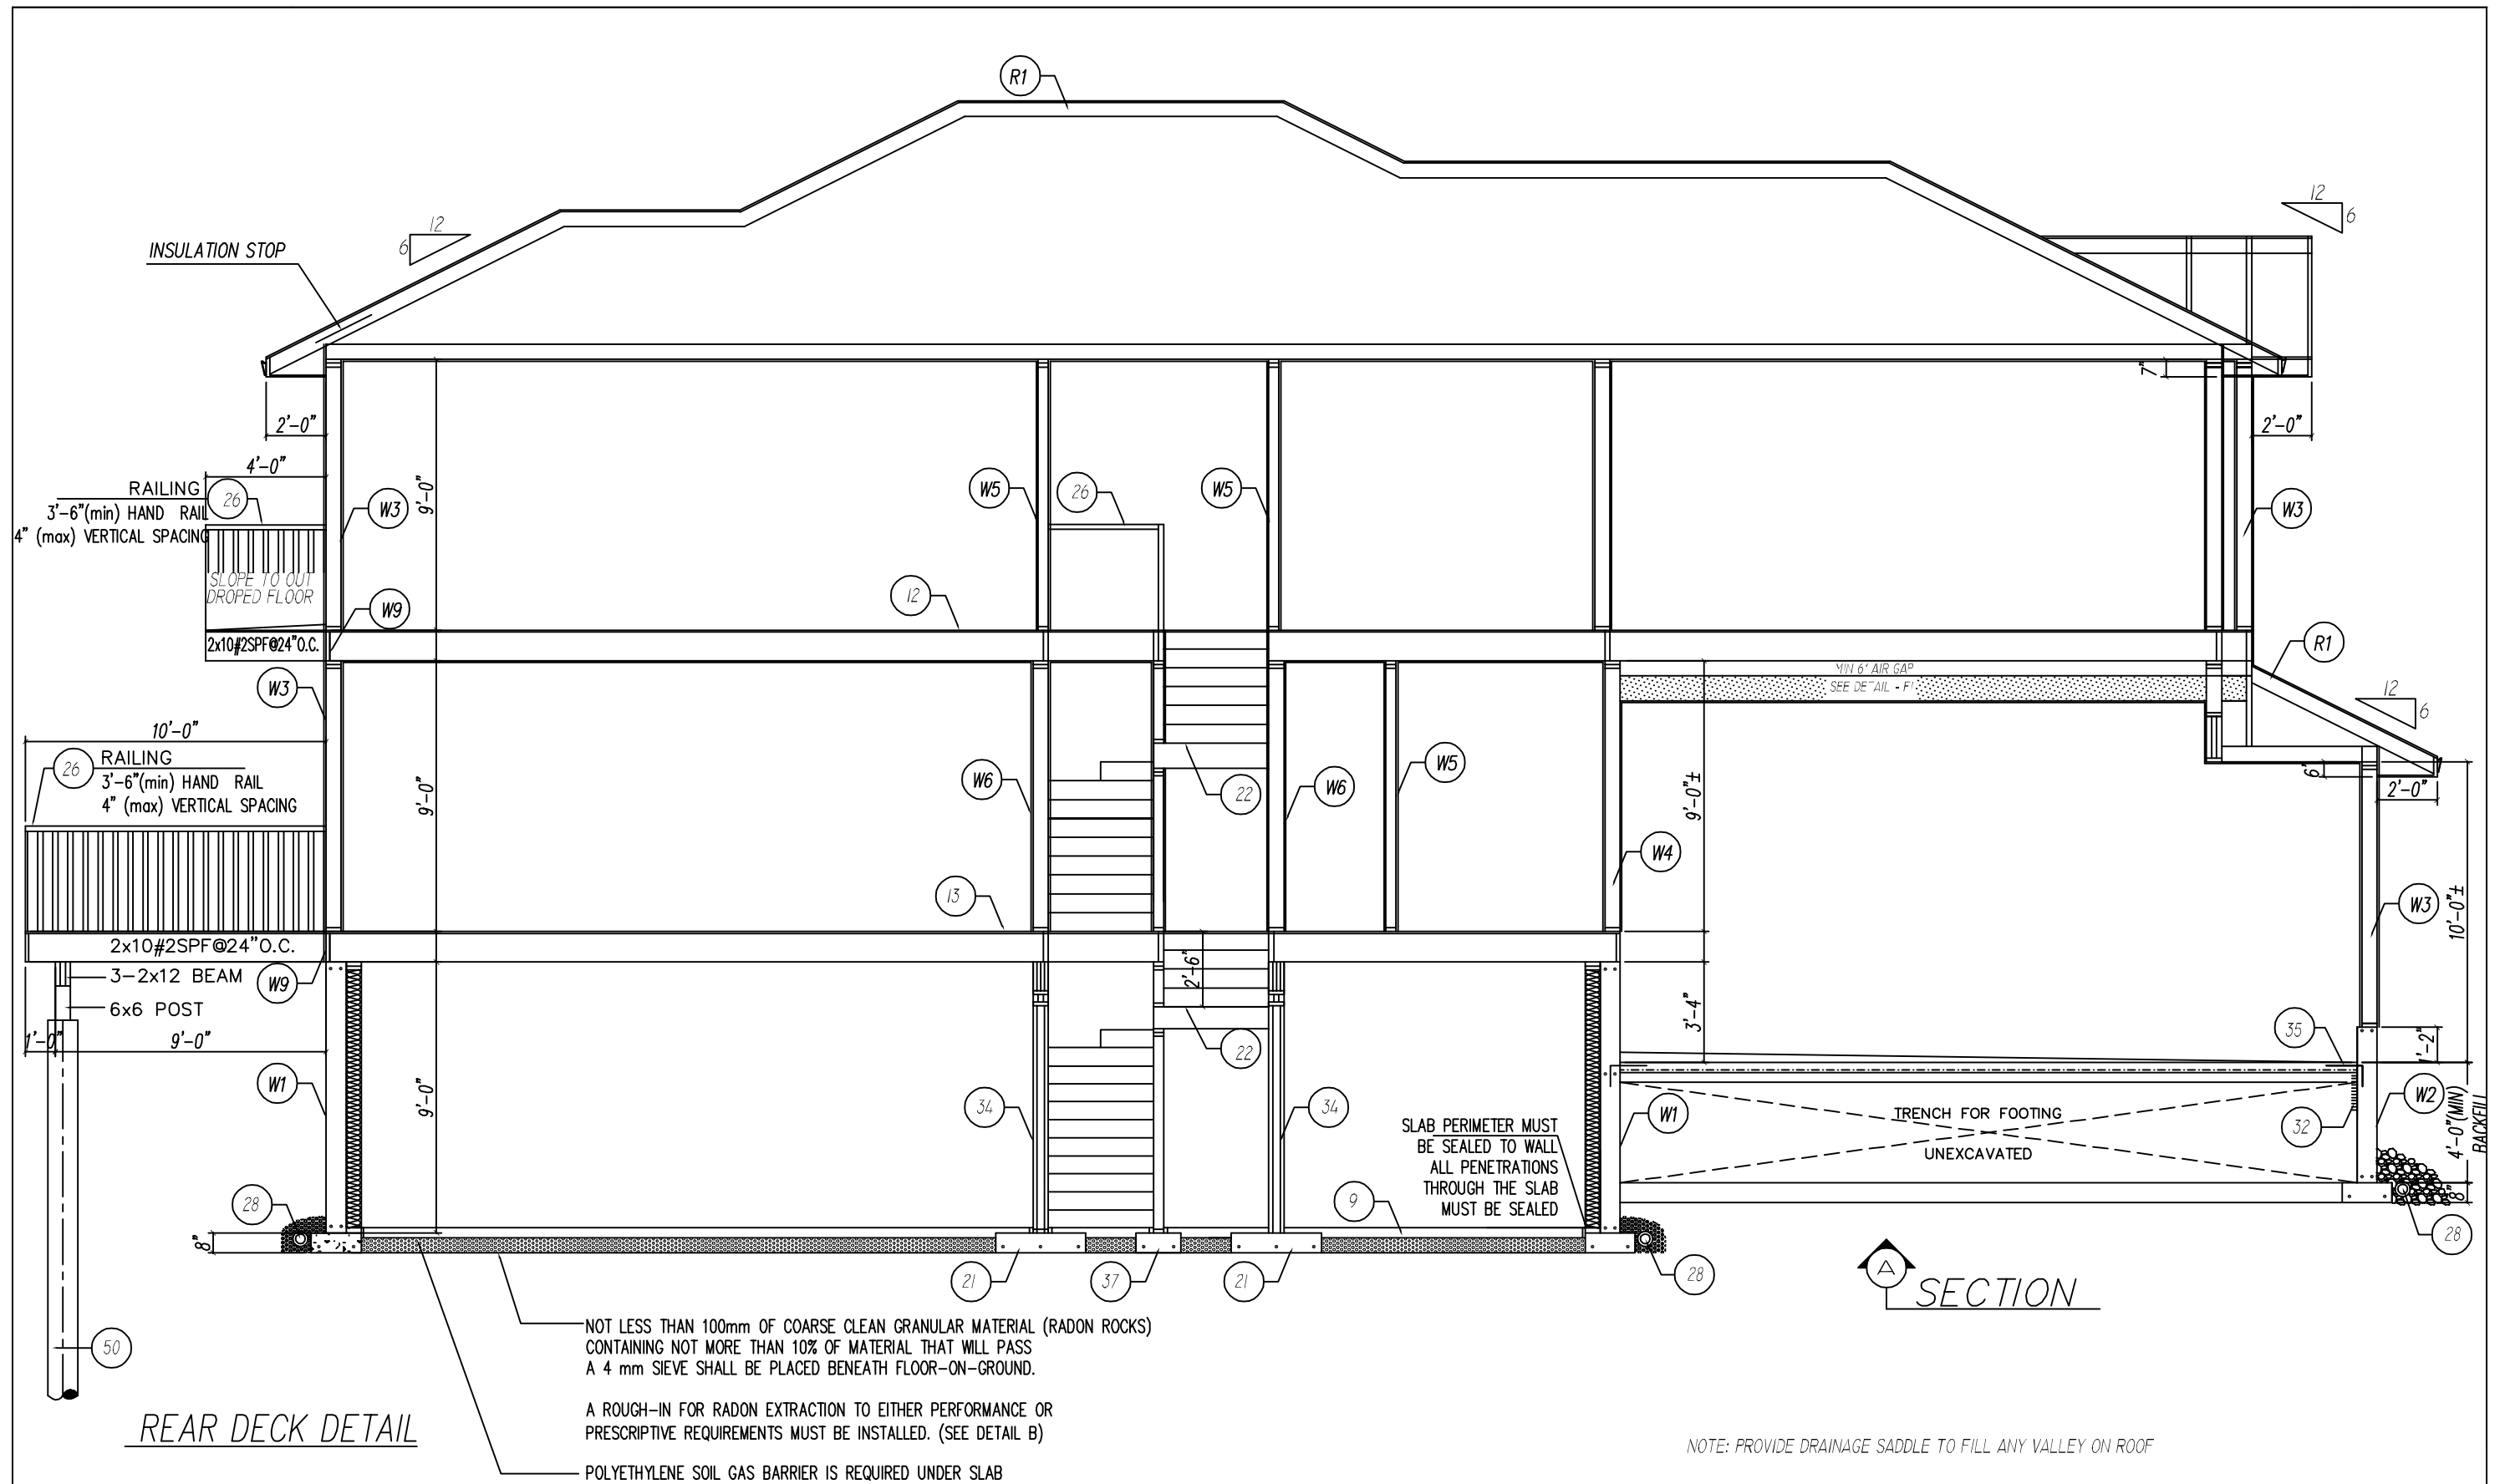 R1
12
6
INSULATION STOP
12
6
7"
2'-0"
2'-0"
4'-0"
RAILING
26
3'-6"(min) HAND RAIL
4" (max) VERTICAL SPACING
W3
9'-0"
W5
26
W5
W3
SLOPE TO OUT
DROPED FLOOR
W9
12
2x10#2SPF@24"O.C.
R1
MIN 6" AIR GAP
SEE DETAIL - F1
W3
12
6
10'-0"
26
RAILING
3'-6"(min) HAND RAIL
4" (max) VERTICAL SPACING
9'-0"
W6
22
W6
W5
9'-0"±
6"
2'-0"
W4
13
W3
10'-0"±
2x10#2SPF@24"O.C.
3-2x12 BEAM
W9
6x6 POST
2'-6"
1'-0"
9'-0"
22
3'-4"
35
1'-2"
W1
9'-0"
34
34
SLAB PERIMETER MUST
BE SEALED TO WALL
ALL PENETRATIONS
THROUGH THE SLAB
MUST BE SEALED
W1
TRENCH FOR FOOTING
UNEXCAVATED
32
W2
4'-0"(MIN)
BACKFILL
28
9
8"
8"
28
21
37
21
28
A
SECTION
NOT LESS THAN 100mm OF COARSE CLEAN GRANULAR MATERIAL (RADON ROCKS)
CONTAINING NOT MORE THAN 10% OF MATERIAL THAT WILL PASS
A 4 mm SIEVE SHALL BE PLACED BENEATH FLOOR-ON-GROUND.
50
A ROUGH-IN FOR RADON EXTRACTION TO EITHER PERFORMANCE OR
PRESCRIPTIVE REQUIREMENTS MUST BE INSTALLED. (SEE DETAIL B)
REAR DECK DETAIL
NOTE: PROVIDE DRAINAGE SADDLE TO FILL ANY VALLEY ON ROOF
POLYETHYLENE SOIL GAS BARRIER IS REQUIRED UNDER SLAB